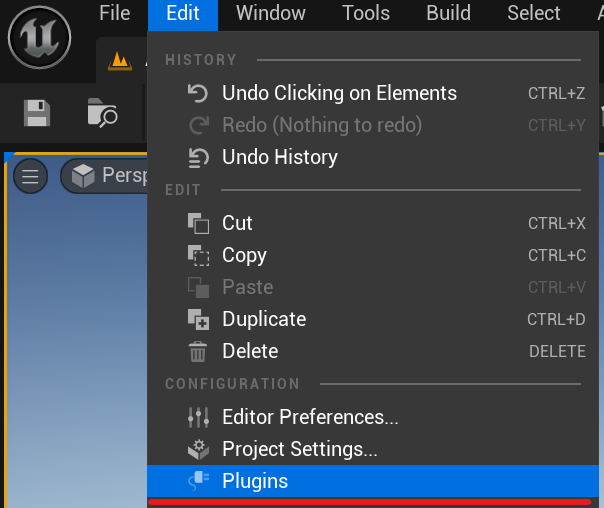 File Edit Window Tools Build Select
HISTORY
Undo Clicking on Elements CTRL+Z
Redo (Nothing to redo) CTRL+Y
Undo History
EDIT
Cut CTRL+X
Copy CTRL+C
Paste CTRL+V
Duplicate CTRL+D
Delete DELETE
CONFIGURATION
Editor Preferences...
Project Settings...
Plugins